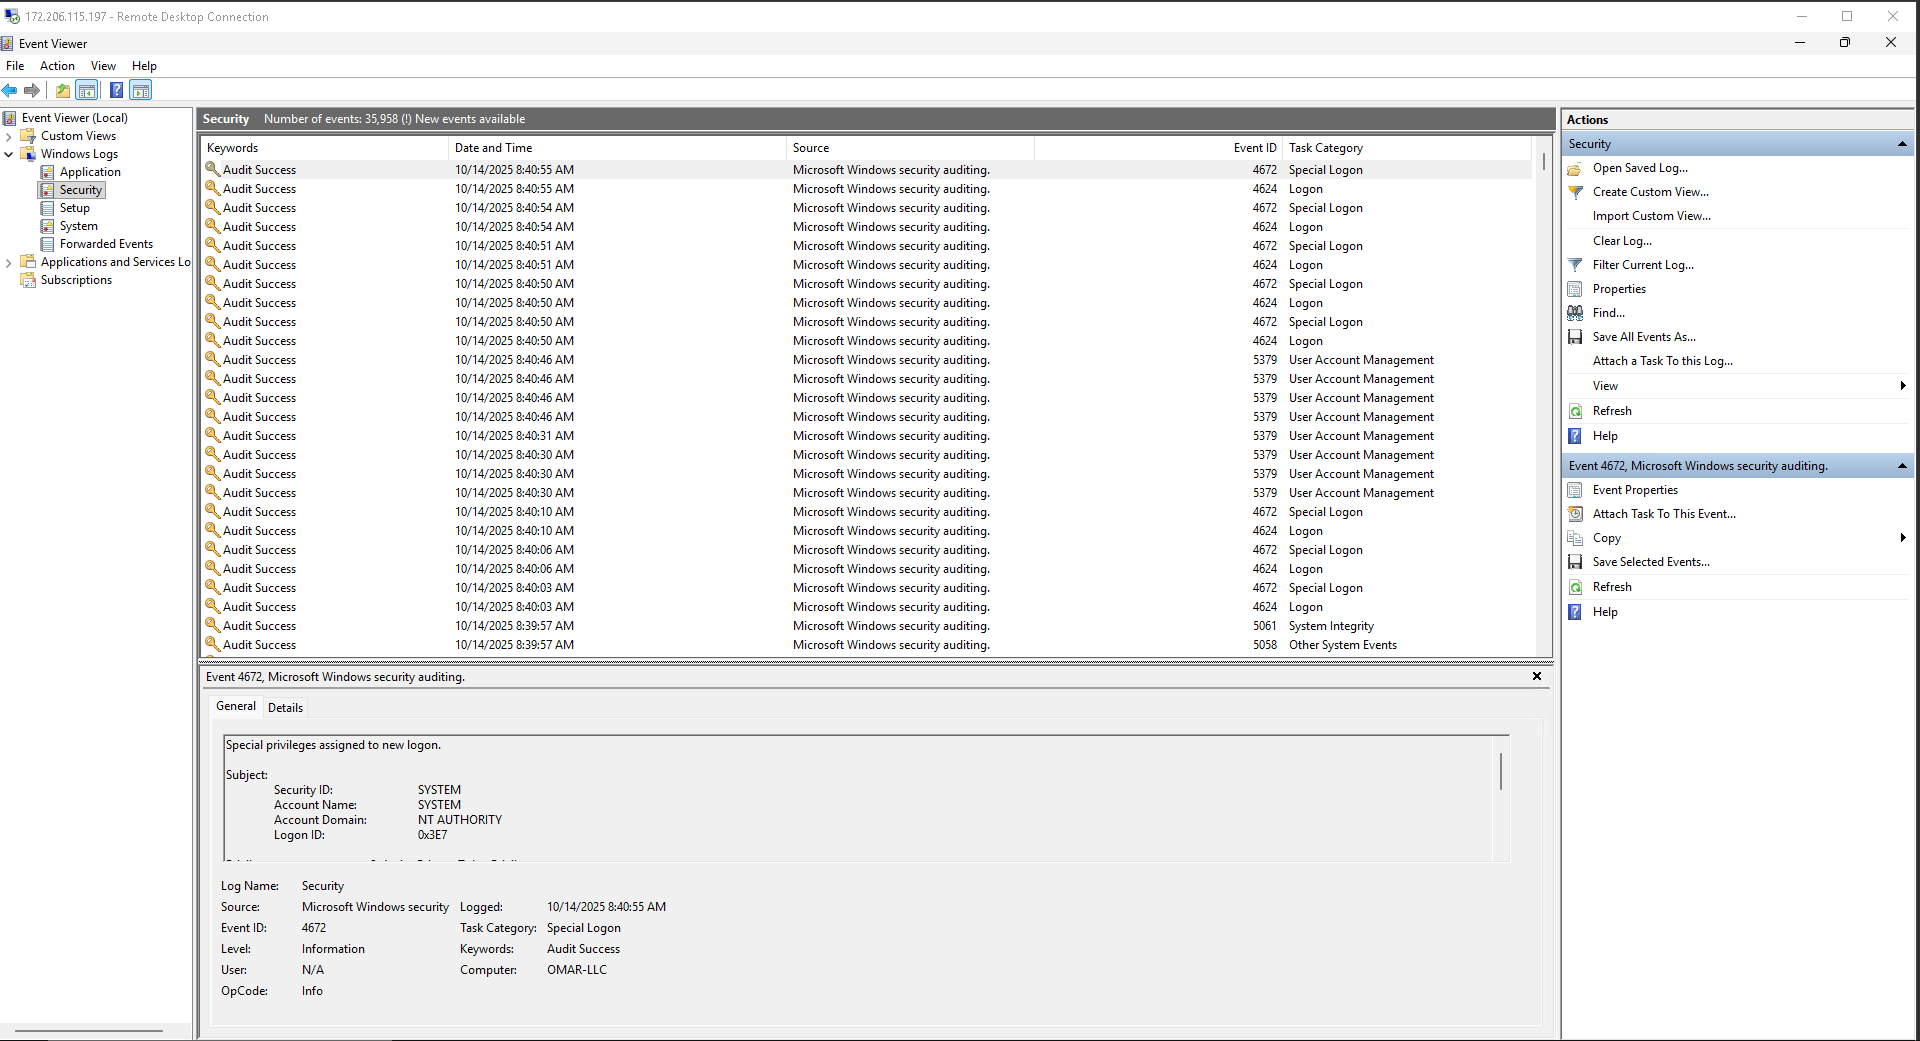 172.206.115.197 - Remote Desktop Connection
Event Viewer
File Action View Help
Event Viewer (Local)
Custom Views
Windows Logs
Application
Security
Setup
System
Forwarded Events
Applications and Services Lo
Subscriptions
Security Number of events: 35,958 (!) New events available
Keywords Date and Time Source Event ID Task Category
Audit Success 10/14/2025 8:40:55 AM Microsoft Windows security auditing. 4672 Special Logon
Audit Success 10/14/2025 8:40:55 AM Microsoft Windows security auditing. 4624 Logon
Audit Success 10/14/2025 8:40:54 AM Microsoft Windows security auditing. 4672 Special Logon
Audit Success 10/14/2025 8:40:54 AM Microsoft Windows security auditing. 4624 Logon
Audit Success 10/14/2025 8:40:51 AM Microsoft Windows security auditing. 4672 Special Logon
Audit Success 10/14/2025 8:40:51 AM Microsoft Windows security auditing. 4624 Logon
Audit Success 10/14/2025 8:40:50 AM Microsoft Windows security auditing. 4672 Special Logon
Audit Success 10/14/2025 8:40:50 AM Microsoft Windows security auditing. 4624 Logon
Audit Success 10/14/2025 8:40:50 AM Microsoft Windows security auditing. 4672 Special Logon
Audit Success 10/14/2025 8:40:50 AM Microsoft Windows security auditing. 4624 Logon
Audit Success 10/14/2025 8:40:46 AM Microsoft Windows security auditing. 5379 User Account Management
Audit Success 10/14/2025 8:40:46 AM Microsoft Windows security auditing. 5379 User Account Management
Audit Success 10/14/2025 8:40:46 AM Microsoft Windows security auditing. 5379 User Account Management
Audit Success 10/14/2025 8:40:46 AM Microsoft Windows security auditing. 5379 User Account Management
Audit Success 10/14/2025 8:40:31 AM Microsoft Windows security auditing. 5379 User Account Management
Audit Success 10/14/2025 8:40:30 AM Microsoft Windows security auditing. 5379 User Account Management
Audit Success 10/14/2025 8:40:30 AM Microsoft Windows security auditing. 5379 User Account Management
Audit Success 10/14/2025 8:40:30 AM Microsoft Windows security auditing. 5379 User Account Management
Audit Success 10/14/2025 8:40:10 AM Microsoft Windows security auditing. 4672 Special Logon
Audit Success 10/14/2025 8:40:10 AM Microsoft Windows security auditing. 4624 Logon
Audit Success 10/14/2025 8:40:06 AM Microsoft Windows security auditing. 4672 Special Logon
Audit Success 10/14/2025 8:40:06 AM Microsoft Windows security auditing. 4624 Logon
Audit Success 10/14/2025 8:40:03 AM Microsoft Windows security auditing. 4672 Special Logon
Audit Success 10/14/2025 8:40:03 AM Microsoft Windows security auditing. 4624 Logon
Audit Success 10/14/2025 8:39:57 AM Microsoft Windows security auditing. 5061 System Integrity
Audit Success 10/14/2025 8:39:57 AM Microsoft Windows security auditing. 5058 Other System Events
Event 4672, Microsoft Windows security auditing.
General Details
Special privileges assigned to new logon.
Subject:
Security ID: SYSTEM
Account Name: SYSTEM
Account Domain: NT AUTHORITY
Logon ID: 0x3E7
Log Name: Security
Source: Microsoft Windows security Logged: 10/14/2025 8:40:55 AM
Event ID: 4672 Task Category: Special Logon
Level: Information Keywords: Audit Success
User: N/A Computer: OMAR-LLC
OpCode: Info
Actions
Security
Open Saved Log...
Create Custom View...
Import Custom View...
Clear Log...
Filter Current Log...
Properties
Find...
Save All Events As...
Attach a Task To this Log...
View
Refresh
Help
Event 4672, Microsoft Windows security auditing.
Event Properties
Attach Task To This Event...
Copy
Save Selected Events...
Refresh
Help